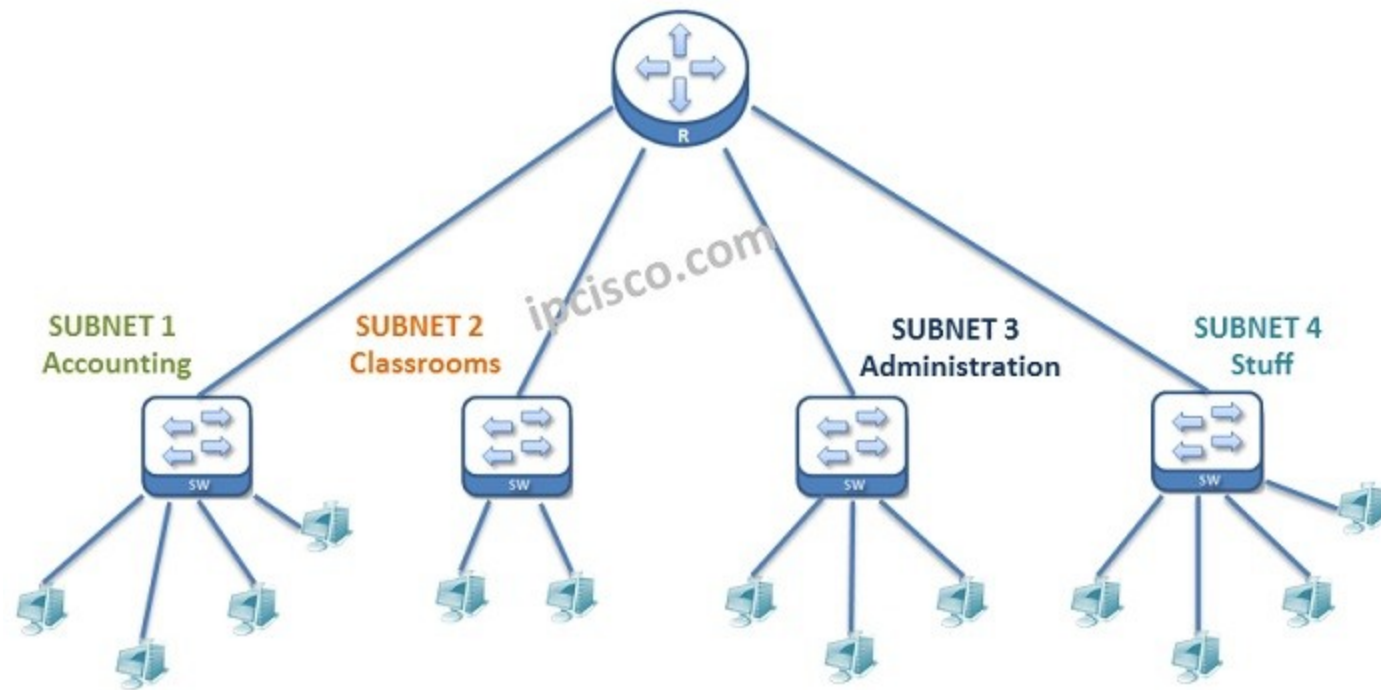 R
ipcisco.com
SUBNET 1
Accounting
SUBNET 2
Classrooms
SUBNET 3
Administration
SUBNET 4
Stuff
SW
SW
SW
SW